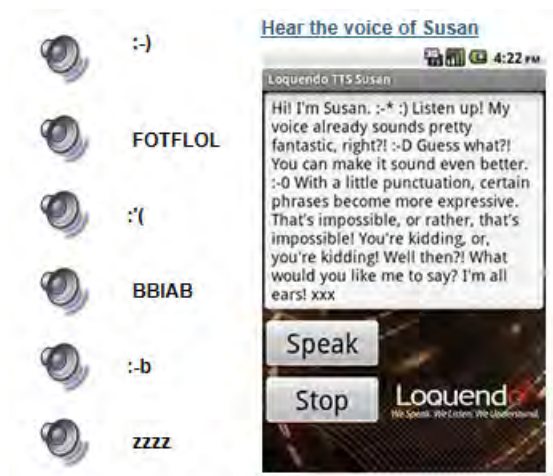 :-)
FOTFLOL
:'(
BBIAB
:-b
zzzz
Hear the voice of Susan
3G 4:22 PM
Loquendo TTS Susan
Hi! I'm Susan. :-* :) Listen up! My
voice already sounds pretty
fantastic, right?! :-D Guess what?!
You can make it sound even better.
:-0 With a little punctuation, certain
phrases become more expressive.
That's impossible, or rather, that's
impossible! You're kidding, or,
you're kidding! Well then?! What
would you like me to say? I'm all
ears! xxx
Speak
Stop
Loquendo
We Speak. We Listen. We Understand.